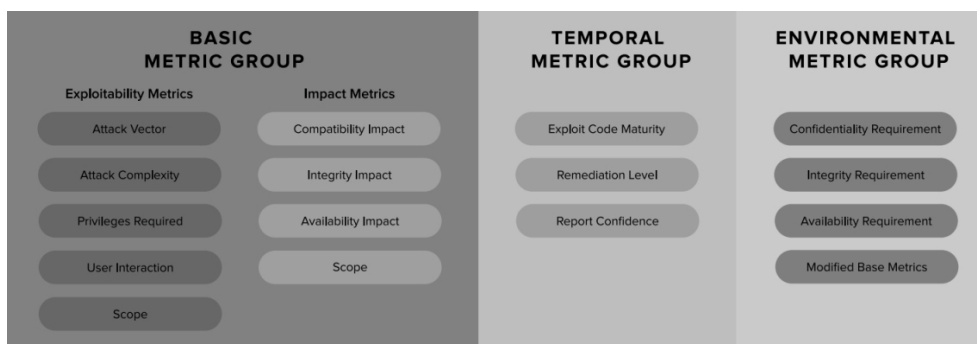 BASIC
METRIC GROUP
Exploitability Metrics
Attack Vector
Attack Complexity
Privileges Required
User Interaction
Scope
Impact Metrics
Compatibility Impact
Integrity Impact
Availability Impact
Scope
TEMPORAL
METRIC GROUP
Exploit Code Maturity
Remediation Level
Report Confidence
ENVIRONMENTAL
METRIC GROUP
Confidentiality Requirement
Integrity Requirement
Availability Requirement
Modified Base Metrics